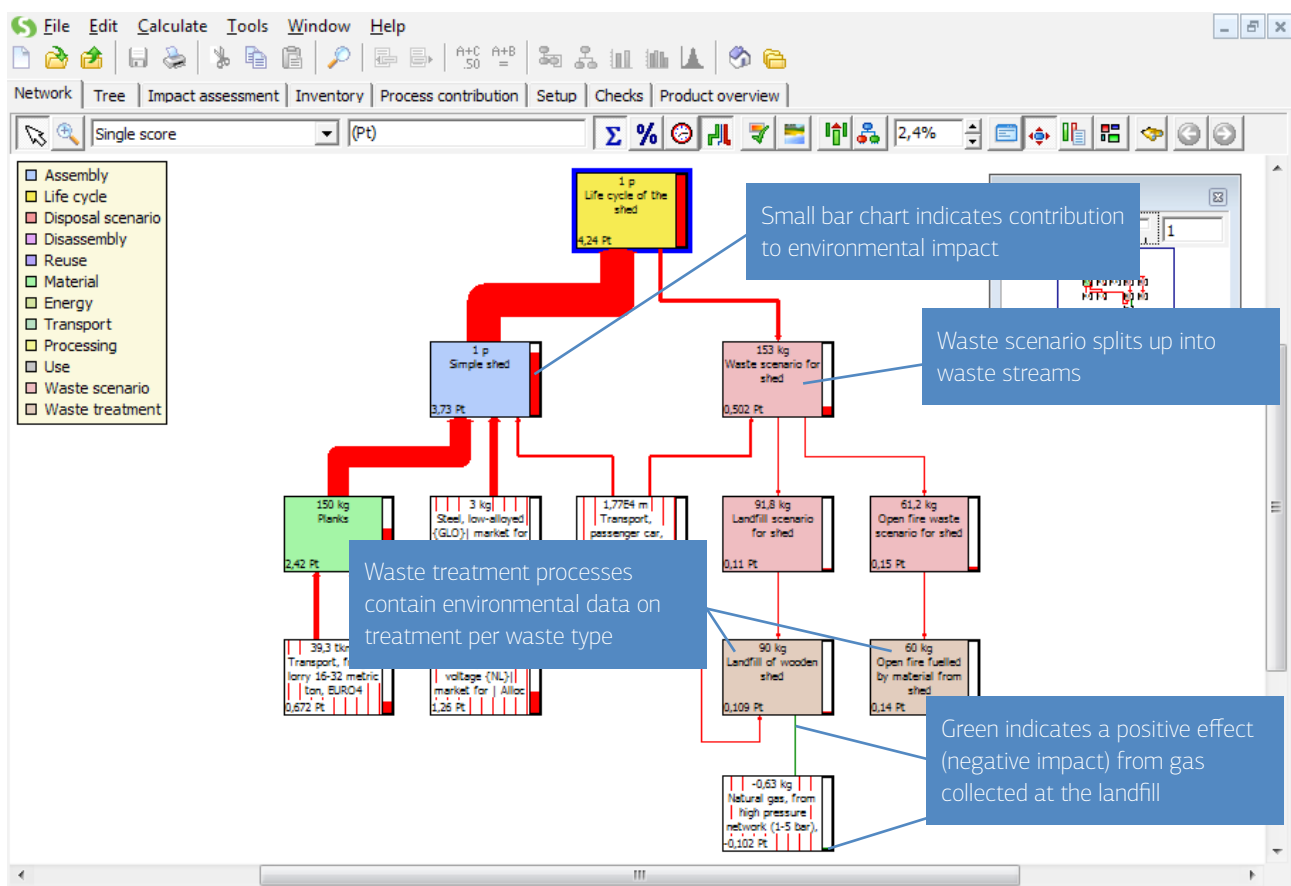 File Edit Calculate Tools Window Help
A+C .50 A+B =
Network Tree Impact assessment Inventory Process contribution Setup Checks Product overview
Single score (Pt) Σ % 2,4%
Assembly
Life cycle
Disposal scenario
Disassembly
Reuse
Material
Energy
Transport
Processing
Use
Waste scenario
Waste treatment
1 p
Life cycle of the
shed
4,24 Pt
Small bar chart indicates contribution
to environmental impact
1
1 p
Simple shed
3,73 Pt
153 kg
Waste scenario for
shed
0,502 Pt
Waste scenario splits up into
waste streams
150 kg
Planks
2,42 Pt
3 kg
Steel, low-alloyed
{GLO}| market for
1,77E4 m
Transport,
passenger car,
91,8 kg
Landfill scenario
for shed
0,11 Pt
61,2 kg
Open fire waste
scenario for shed
0,15 Pt
Waste treatment processes
contain environmental data on
treatment per waste type
39,3 tkm
Transport,
lorry 16-32 metric
ton, EURO4
0,672 Pt
voltage {NL}|
market for | Alloc
1,26 Pt
90 kg
Landfill of wooden
shed
0,109 Pt
60 kg
Open fire fuelled
by material from
shed
0,14 Pt
Green indicates a positive effect
(negative impact) from gas
collected at the landfill
-0,63 kg
Natural gas, from
high pressure
network (1-5 bar),
-0,102 Pt